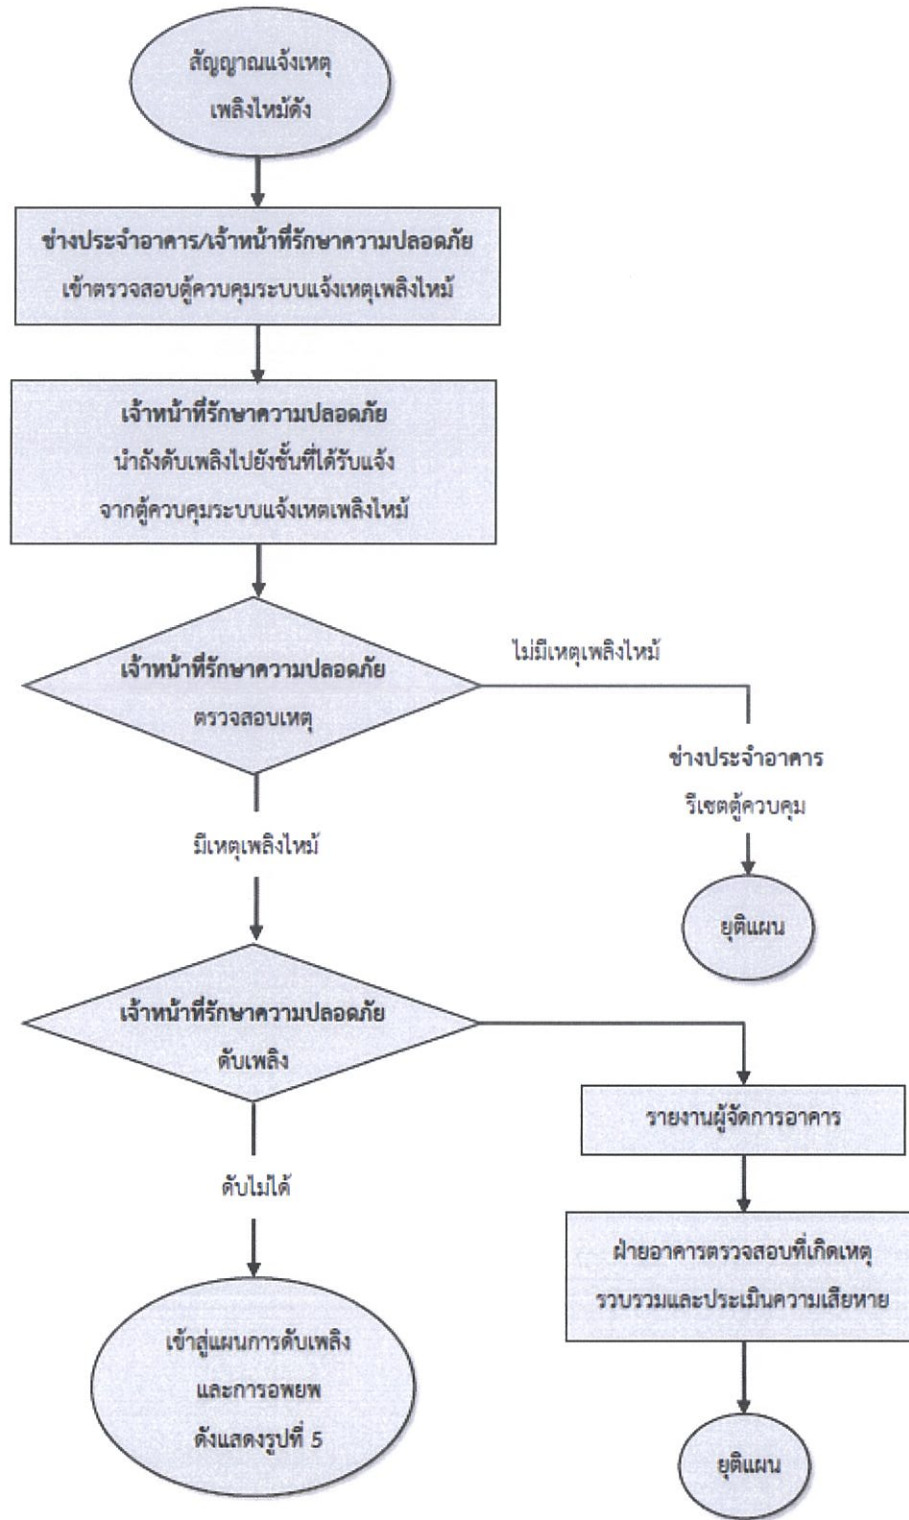 สัญญาณแจ้งเหตุ
เพลิงไหม้ดัง
ช่างประจำอาคาร/เจ้าหน้าที่รักษาความปลอดภัย
เข้าตรวจสอบตู้ควบคุมระบบแจ้งเหตุเพลิงไหม้
เจ้าหน้าที่รักษาความปลอดภัย
นำถังดับเพลิงไปยังชั้นที่ได้รับแจ้ง
จากตู้ควบคุมระบบแจ้งเหตเพลิงไหม้
เจ้าหน้าที่รักษาความปลอดภัย
ตรวจสอบเหตุ
ไม่มีเหตุเพลิงไหม้
ช่างประจำอาคาร
รีเซตตู้ควบคุม
ยุติแผน
มีเหตุเพลิงไหม้
เจ้าหน้าที่รักษาความปลอดภัย
ดับเพลิง
รายงานผู้จัดการอาคาร
ฝ่ายอาคารตรวจสอบที่เกิดเหตุ
รวบรวมและประเมินความเสียหาย
ยุติแผน
ดับไม่ได้
เข้าสู่แผนการดับเพลิง
และการอพยพ
ดังแสดงรูปที่ 5